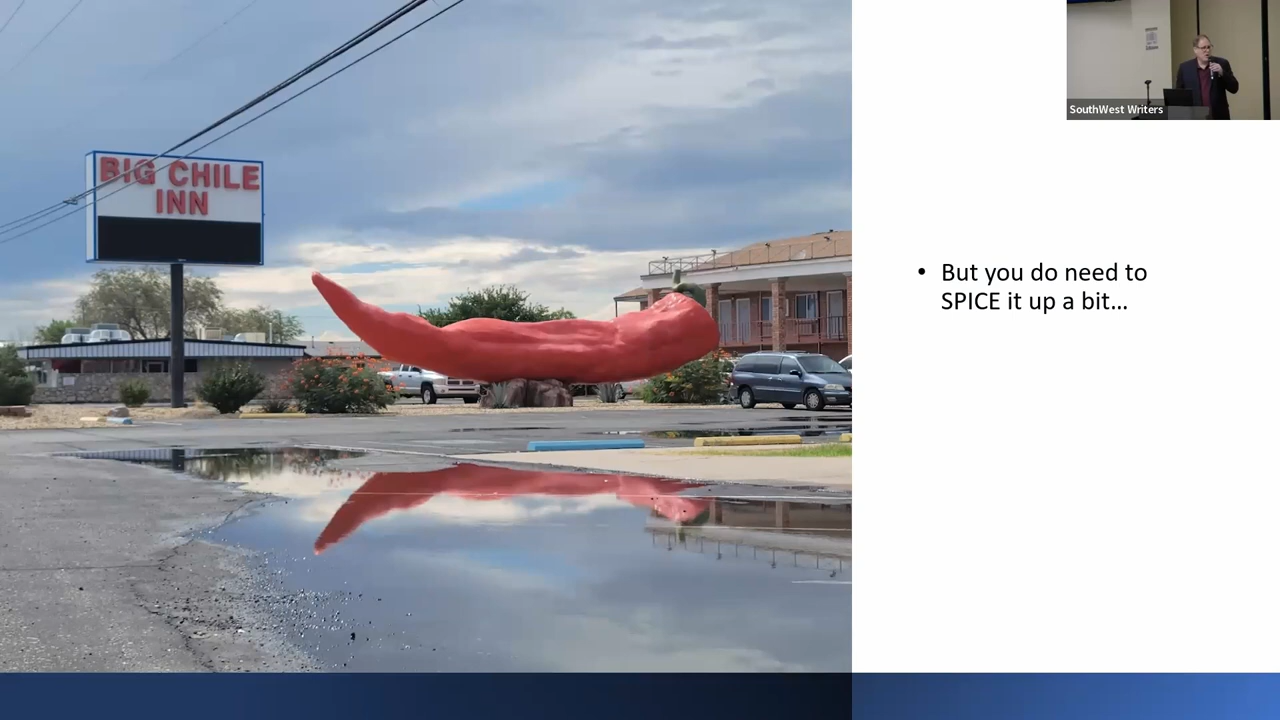 BIG CHILE
INN
SouthWest Writers
• But you do need to
SPICE it up a bit...